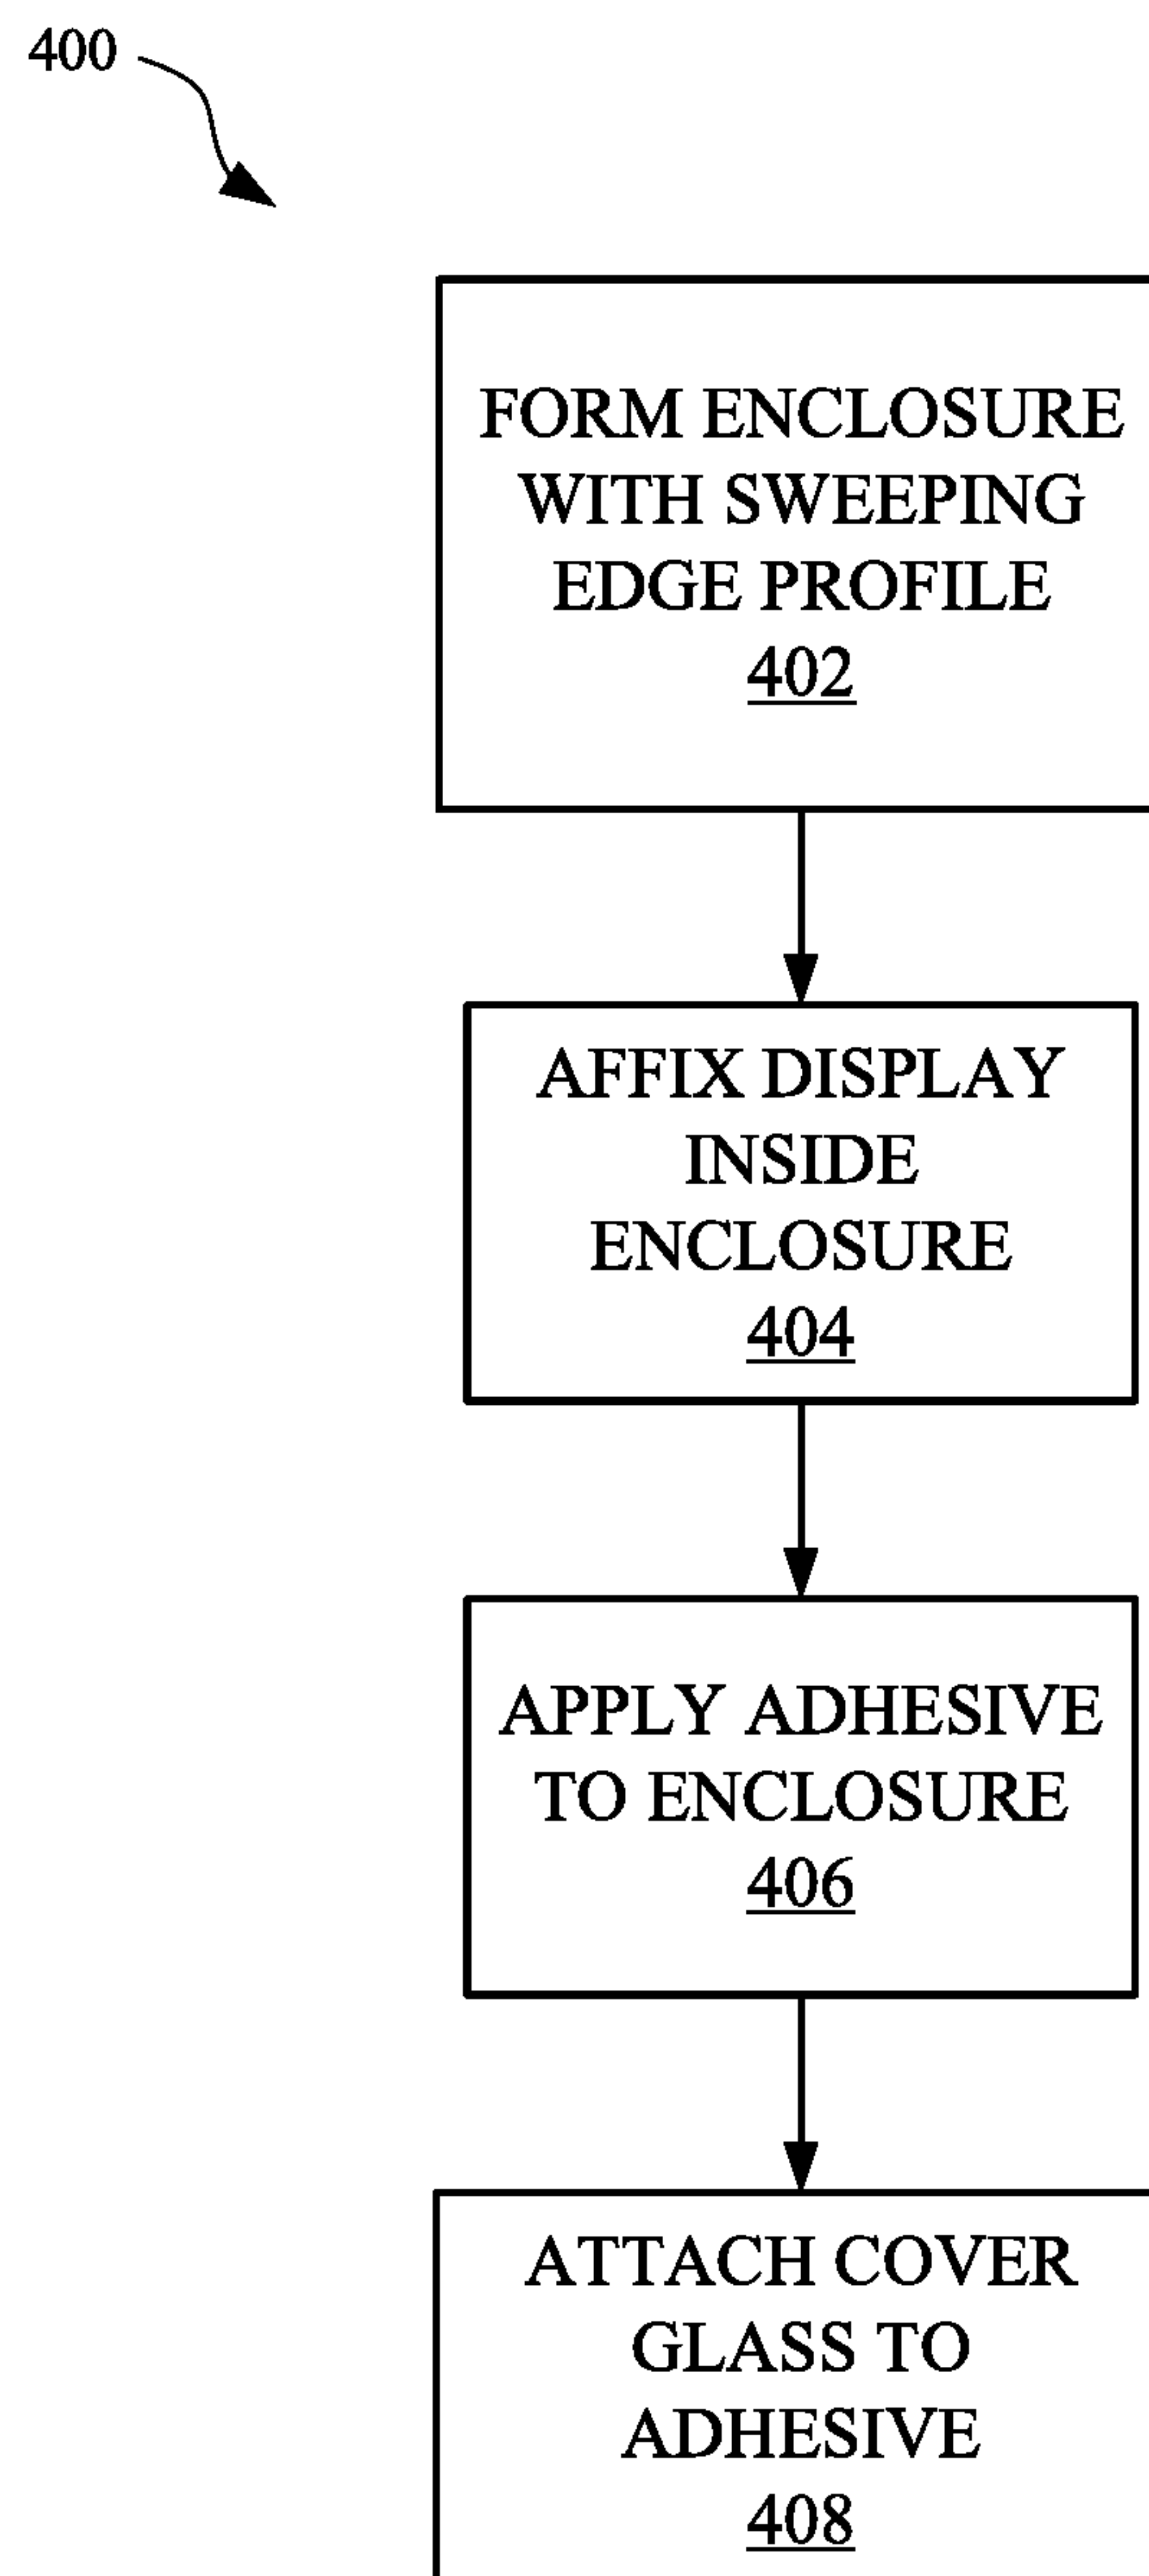 400
FORM ENCLOSURE
WITH SWEEPING
EDGE PROFILE
402
AFFIX DISPLAY
INSIDE
ENCLOSURE
404
APPLY ADHESIVE
TO ENCLOSURE
406
ATTACH COVER
GLASS TO
ADHESIVE
408